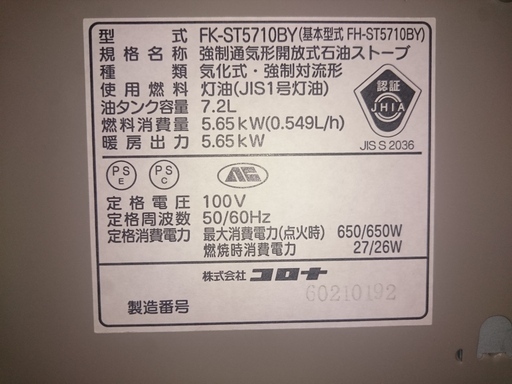 型式 FK-ST5710BY(基本型式 FH-ST5710BY)
規格名称 強制通気形開放式石油ストーブ
種類 気化式・強制対流形
使用燃料 灯油(JIS1号灯油)
油タンク容量 7.2L
燃料消費量 5.65kW(0.549L/h)
暖房出力 5.65kW
認証
JHIA
JIS S 2036
PS E
PS C
定格電圧 100V
定格周波数 50/60Hz
定格消費電力 最大消費電力(点火時) 650/650W
燃焼時消費電力 27/26W
株式会社 コロナ
製造番号 60210192